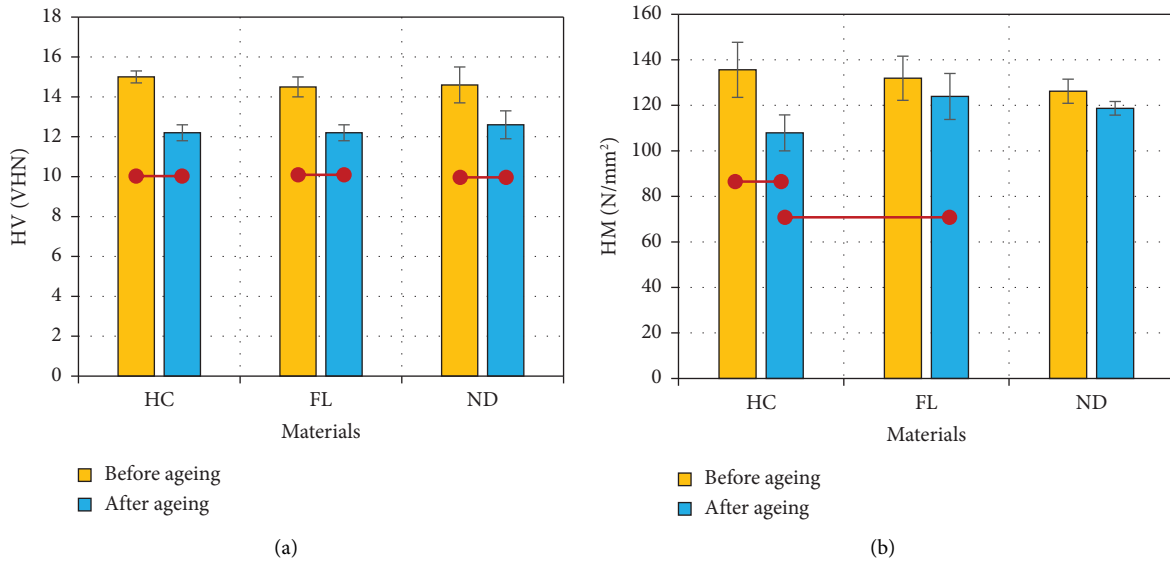 18
16
14
12
10
8
6
4
2
0
HV (VHN)
HC FL ND
Materials
Before ageing
After ageing
(a)
160
140
120
100
80
60
40
20
0
HM (N/mm²)
HC FL ND
Materials
Before ageing
After ageing
(b)